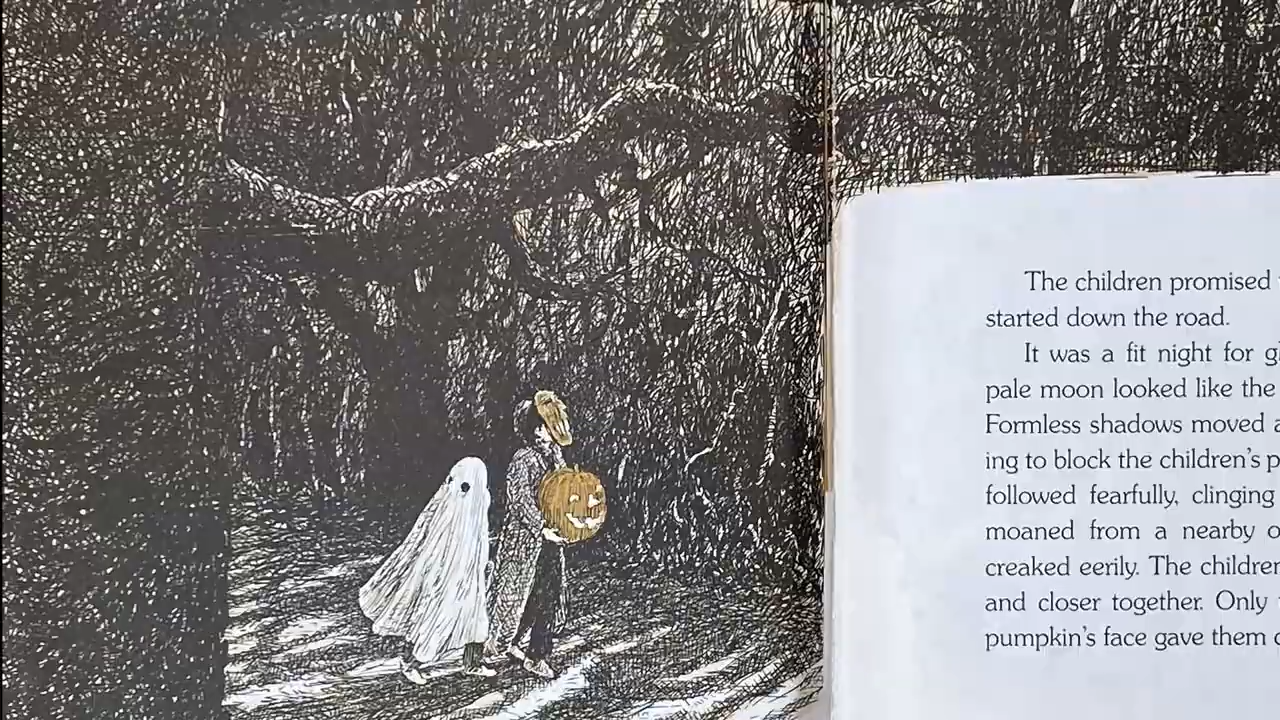 The children promised
started down the road.
It was a fit night for
pale moon looked like the
Formless shadows moved
ing to block the children's
followed fearfully, clinging
moaned from a nearby
creaked eerily. The children
and closer together. Only
pumpkin's face gave them